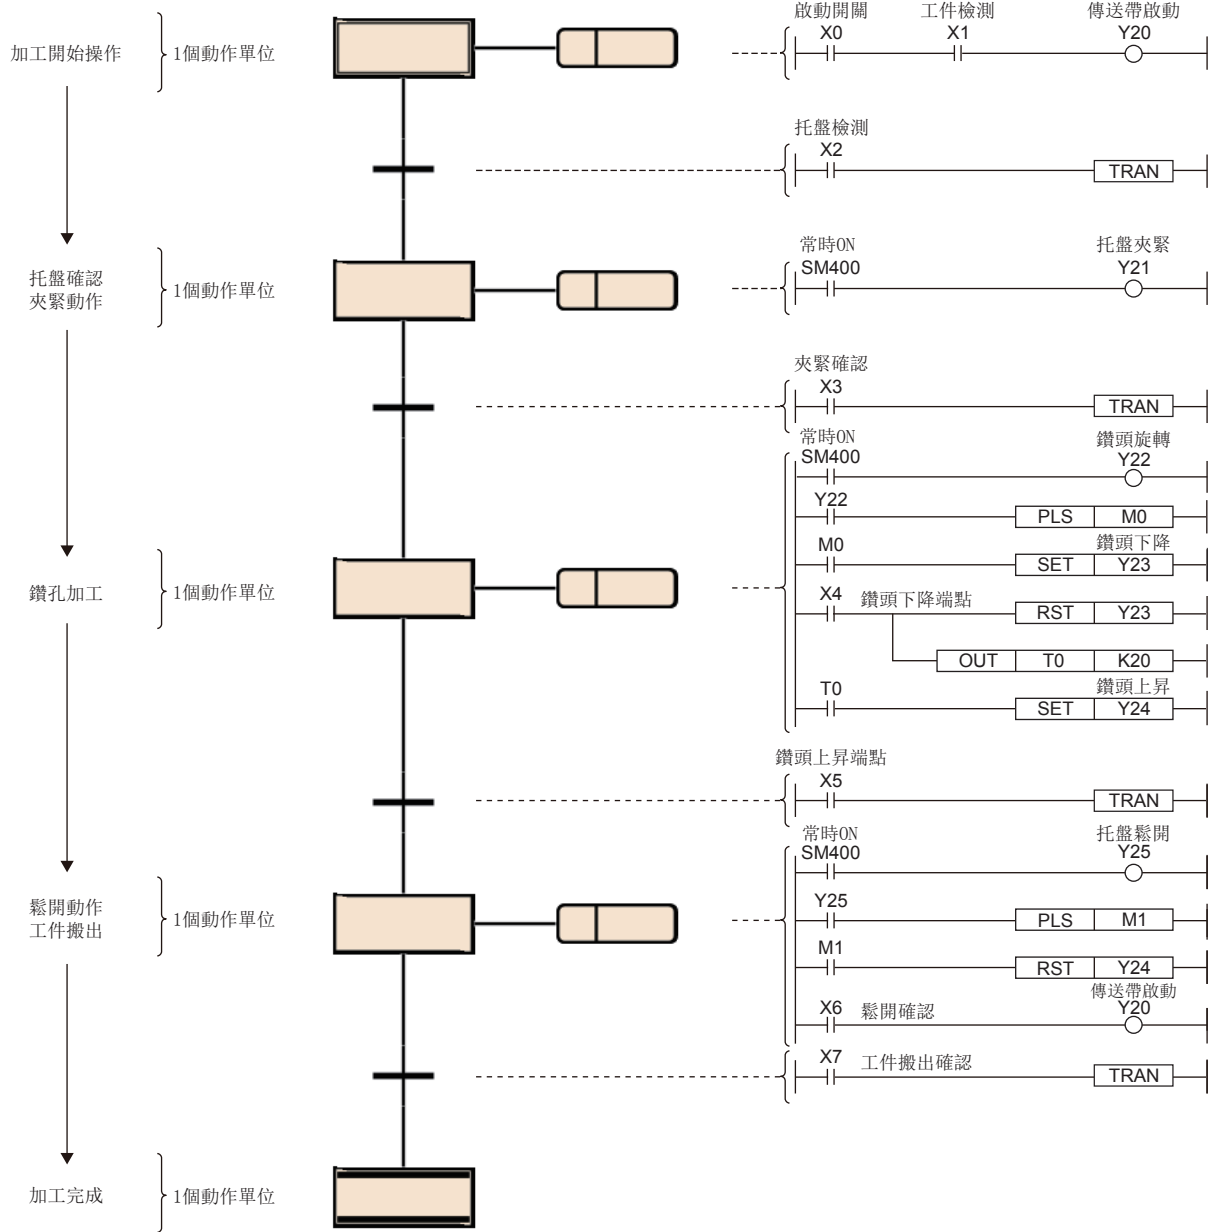 啟動開關 工件檢測 傳送帶啟動
X0 X1 Y20
加工開始操作 1個動作單位
托盤檢測
X2
TRAN
常時ON 托盤夾緊
SM400 Y21
托盤確認
夾緊動作
1個動作單位
夾緊確認
X3
TRAN
常時ON 鑽頭旋轉
SM400 Y22
Y22
PLS M0
M0 鑽頭下降
SET Y23
鑽孔加工 1個動作單位
X4 鑽頭下降端點
RST Y23
OUT T0 K20
T0 鑽頭上昇
SET Y24
鑽頭上昇端點
X5
TRAN
常時ON 托盤鬆開
SM400 Y25
鬆開動作
工件搬出
1個動作單位
Y25
PLS M1
M1
RST Y24
傳送帶啟動
X6 鬆開確認 Y20
X7 工件搬出確認
TRAN
加工完成 1個動作單位